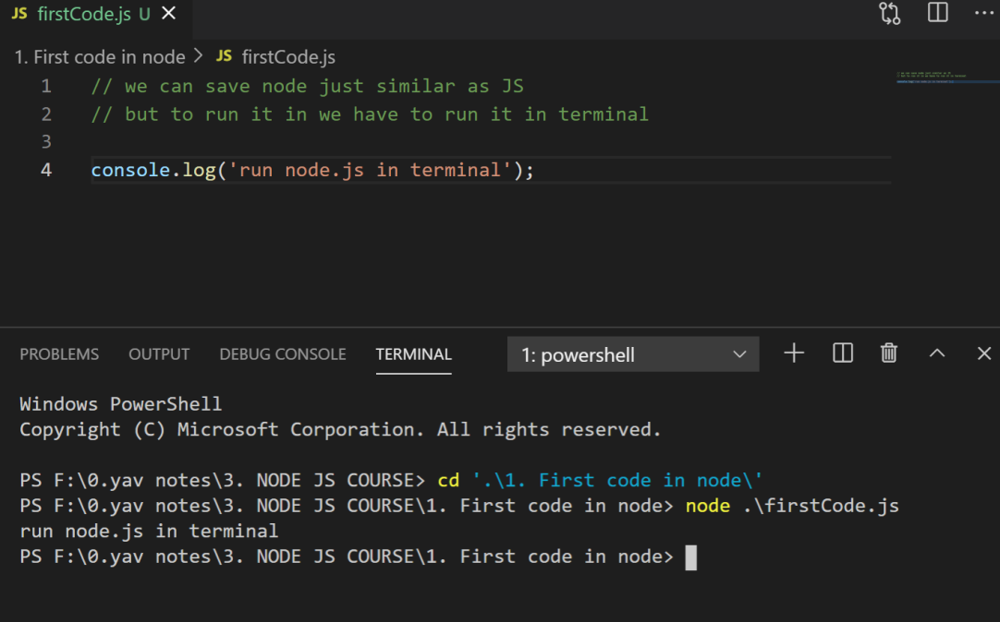 JS firstCode.js U
1. First code in node > JS firstCode.js
1 // we can save node just similar as JS
2 // but to run it in we have to run it in terminal
3
4 console.log('run node.js in terminal');
PROBLEMS OUTPUT DEBUG CONSOLE TERMINAL 1: powershell
Windows PowerShell
Copyright (C) Microsoft Corporation. All rights reserved.
PS F:\0.yav notes\3. NODE JS COURSE> cd '.\1. First code in node\'
PS F:\0.yav notes\3. NODE JS COURSE\1. First code in node> node .\firstCode.js
run node.js in terminal
PS F:\0.yav notes\3. NODE JS COURSE\1. First code in node>